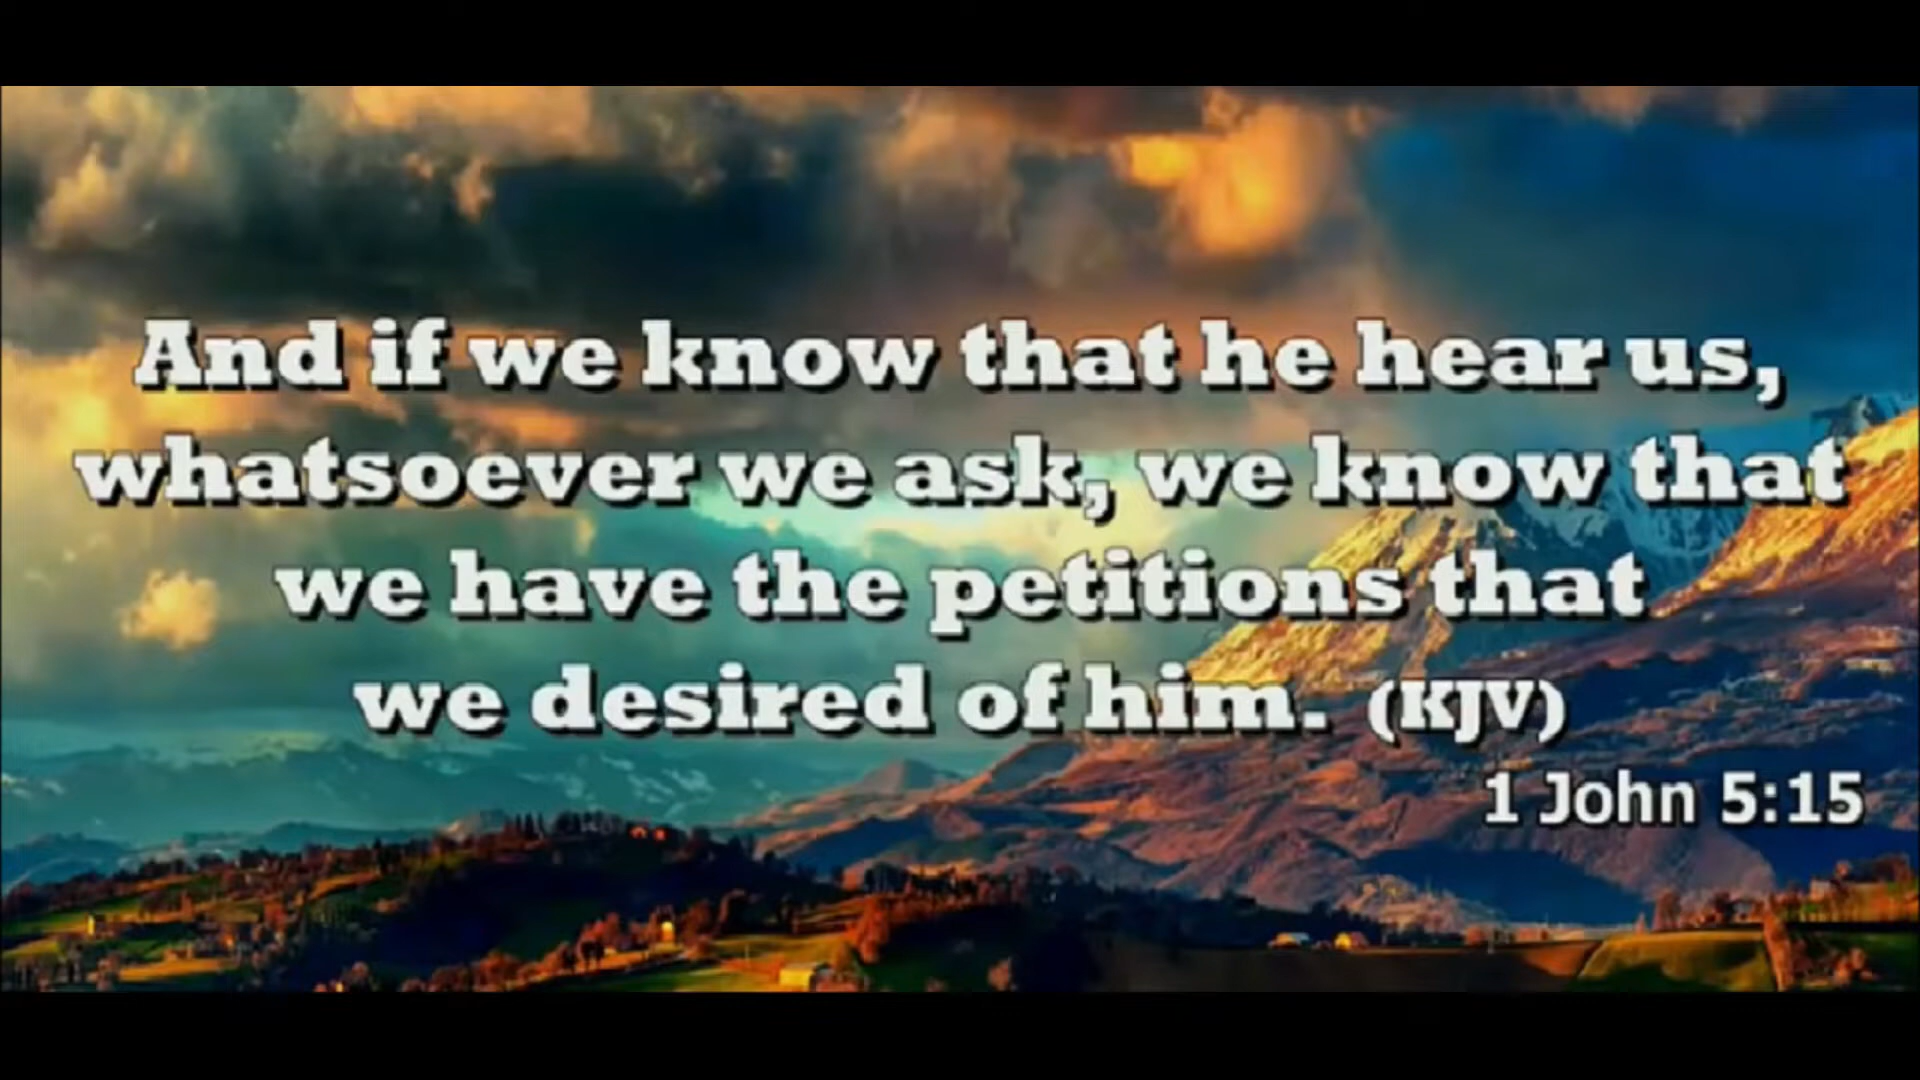 And if we know that he hear us,
whatsoever we ask, we know that
we have the petitions that
we desired of him. (KJV)
1 John 5:15